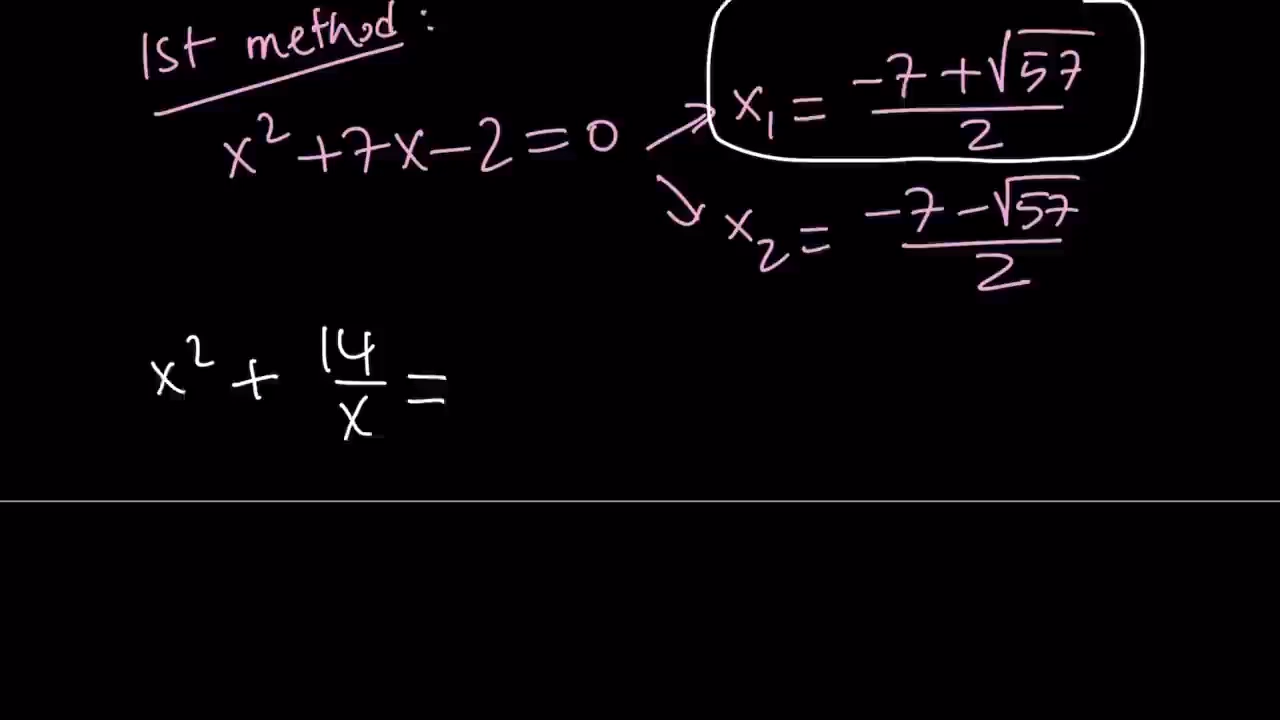 1st method:
x² + 7x - 2 = 0
x₁ = (-7 + √57)/2
x₂ = (-7 - √57)/2
x² + 14/x =